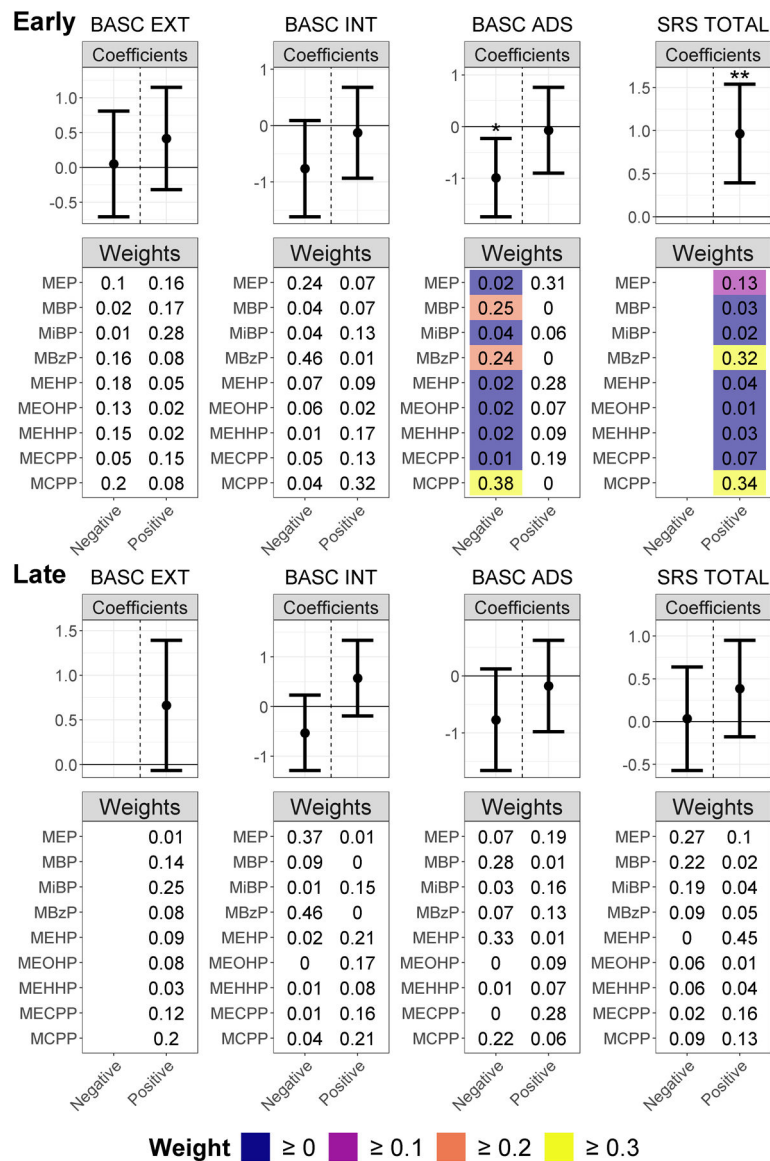 Early BASC EXT BASC INT BASC ADS SRS TOTAL
Coefficients Coefficients Coefficients Coefficients
1.0 0.5 0.0 -0.5
1 0 -1
1 0 -1
*
1.5 1.0 0.5 0.0
**
Weights Weights Weights Weights
MEP 0.1 0.16 MEP 0.24 0.07 MEP 0.02 0.31 MEP 0.13
MBP 0.02 0.17 MBP 0.04 0.07 MBP 0.25 0 MBP 0.03
MiBP 0.01 0.28 MiBP 0.04 0.13 MiBP 0.04 0.06 MiBP 0.02
MBzP 0.16 0.08 MBzP 0.46 0.01 MBzP 0.24 0 MBzP 0.32
MEHP 0.18 0.05 MEHP 0.07 0.09 MEHP 0.02 0.28 MEHP 0.04
MEOHP 0.13 0.02 MEOHP 0.06 0.02 MEOHP 0.02 0.07 MEOHP 0.01
MEHHP 0.15 0.02 MEHHP 0.01 0.17 MEHHP 0.02 0.09 MEHHP 0.03
MECPP 0.05 0.15 MECPP 0.05 0.13 MECPP 0.01 0.19 MECPP 0.07
MCPP 0.2 0.08 MCPP 0.04 0.32 MCPP 0.38 0 MCPP 0.34
Negative Positive Negative Positive Negative Positive Negative Positive
Late BASC EXT BASC INT BASC ADS SRS TOTAL
Coefficients Coefficients Coefficients Coefficients
1.5 1.0 0.5 0.0
1 0 -1
0 -1
1.0 0.5 0.0 -0.5
Weights Weights Weights Weights
MEP 0.01 MEP 0.37 0.01 MEP 0.07 0.19 MEP 0.27 0.1
MBP 0.14 MBP 0.09 0 MBP 0.28 0.01 MBP 0.22 0.02
MiBP 0.25 MiBP 0.01 0.15 MiBP 0.03 0.16 MiBP 0.19 0.04
MBzP 0.08 MBzP 0.46 0 MBzP 0.07 0.13 MBzP 0.09 0.05
MEHP 0.09 MEHP 0.02 0.21 MEHP 0.33 0.01 MEHP 0 0.45
MEOHP 0.08 MEOHP 0 0.17 MEOHP 0 0.09 MEOHP 0.06 0.01
MEHHP 0.03 MEHHP 0.01 0.08 MEHHP 0.01 0.07 MEHHP 0.06 0.04
MECPP 0.12 MECPP 0.01 0.16 MECPP 0 0.28 MECPP 0.02 0.16
MCPP 0.2 MCPP 0.04 0.21 MCPP 0.22 0.06 MCPP 0.09 0.13
Negative Positive Negative Positive Negative Positive Negative Positive
Weight ≥ 0 ≥ 0.1 ≥ 0.2 ≥ 0.3